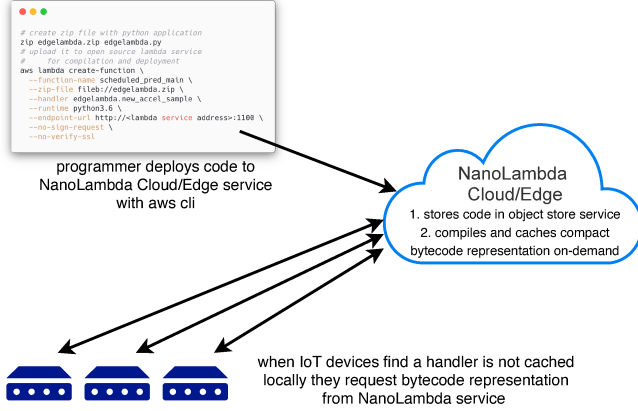 # create zip file with python application
zip edgelambda.zip edgelambda.py
# upload it to open source lambda service
#     for compilation and deployment
aws lambda create-function \
  --function-name scheduled_pred_main \
  --zip-file fileb://edgelambda.zip \
  --handler edgelambda.new_accel_sample \
  --runtime python3.6 \
  --endpoint-url http://<lambda service address>:1100 \
  --no-sign-request \
  --no-verify-ssl
programmer deploys code to
NanoLambda Cloud/Edge service
with aws cli
NanoLambda
Cloud/Edge
1. stores code in object store service
2. compiles and caches compact
bytecode representation on-demand
when IoT devices find a handler is not cached
locally they request bytecode representation
from NanoLambda service